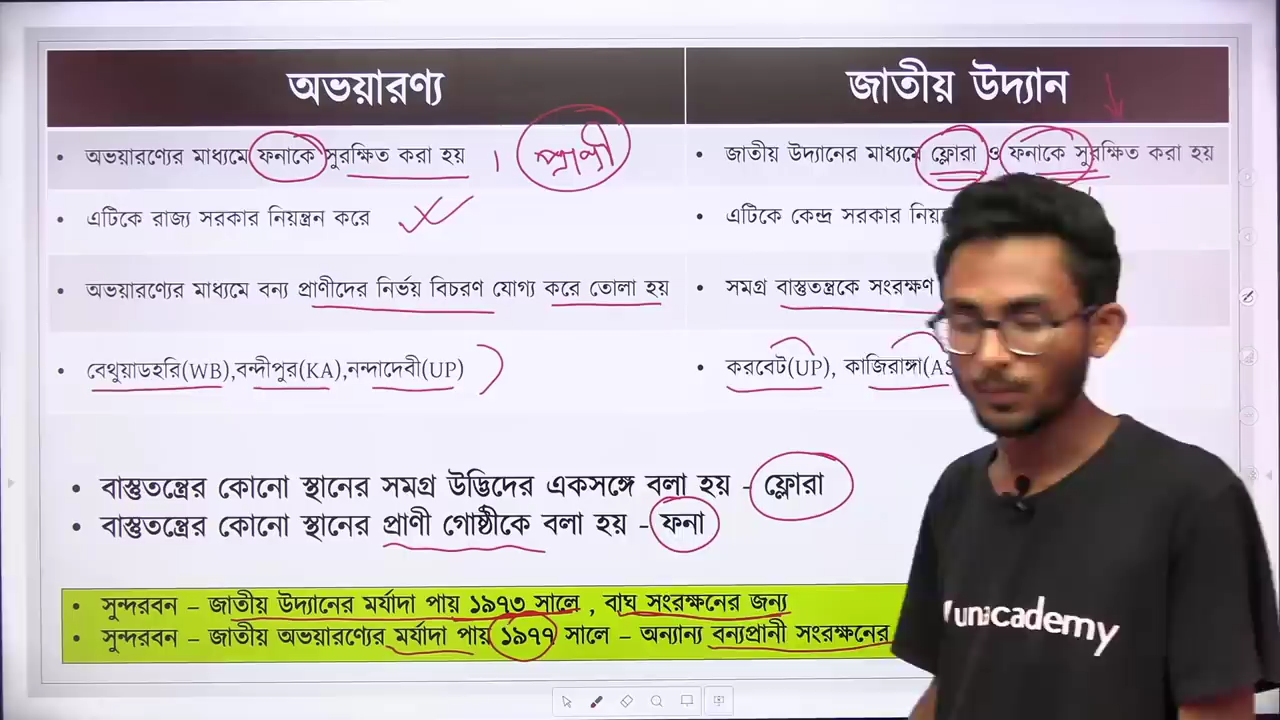 অভয়ারণ্য
জাতীয় উদ্যান
• অভয়ারণ্যের মাধ্যমে ফনাকে সুরক্ষিত করা হয় । প্রাণী
• জাতীয় উদ্যানের মাধ্যমে ফ্লোরা ও ফনাকে সুরক্ষিত করা হয়
• এটিকে রাজ্য সরকার নিয়ন্ত্রন করে
• এটিকে কেন্দ্র সরকার
• অভয়ারণ্যের মাধ্যমে বন্য প্রাণীদের নির্ভয় বিচরণ যোগ্য করে তোলা হয়
• সমগ্র বাস্তুতন্ত্রকে সংরক্ষণ
• বেথুয়াডহরি(WB),বন্দীপুর(KA),নন্দাদেবী(UP)
• করবেট(UP), কাজিরাঙ্গা(AS
• বাস্তুতন্ত্রের কোনো স্থানের সমগ্র উদ্ভিদের একসঙ্গে বলা হয় - ফ্লোরা
• বাস্তুতন্ত্রের কোনো স্থানের প্রাণী গোষ্ঠীকে বলা হয় - ফনা
• সুন্দরবন – জাতীয় উদ্যানের মর্যাদা পায় ১৯৭৩ সালে , বাঘ সংরক্ষনের জন্য
• সুন্দরবন – জাতীয় অভয়ারণ্যের মর্যাদা পায় ১৯৭৭ সালে – অন্যান্য বন্যপ্রানী সংরক্ষনের
unacademy